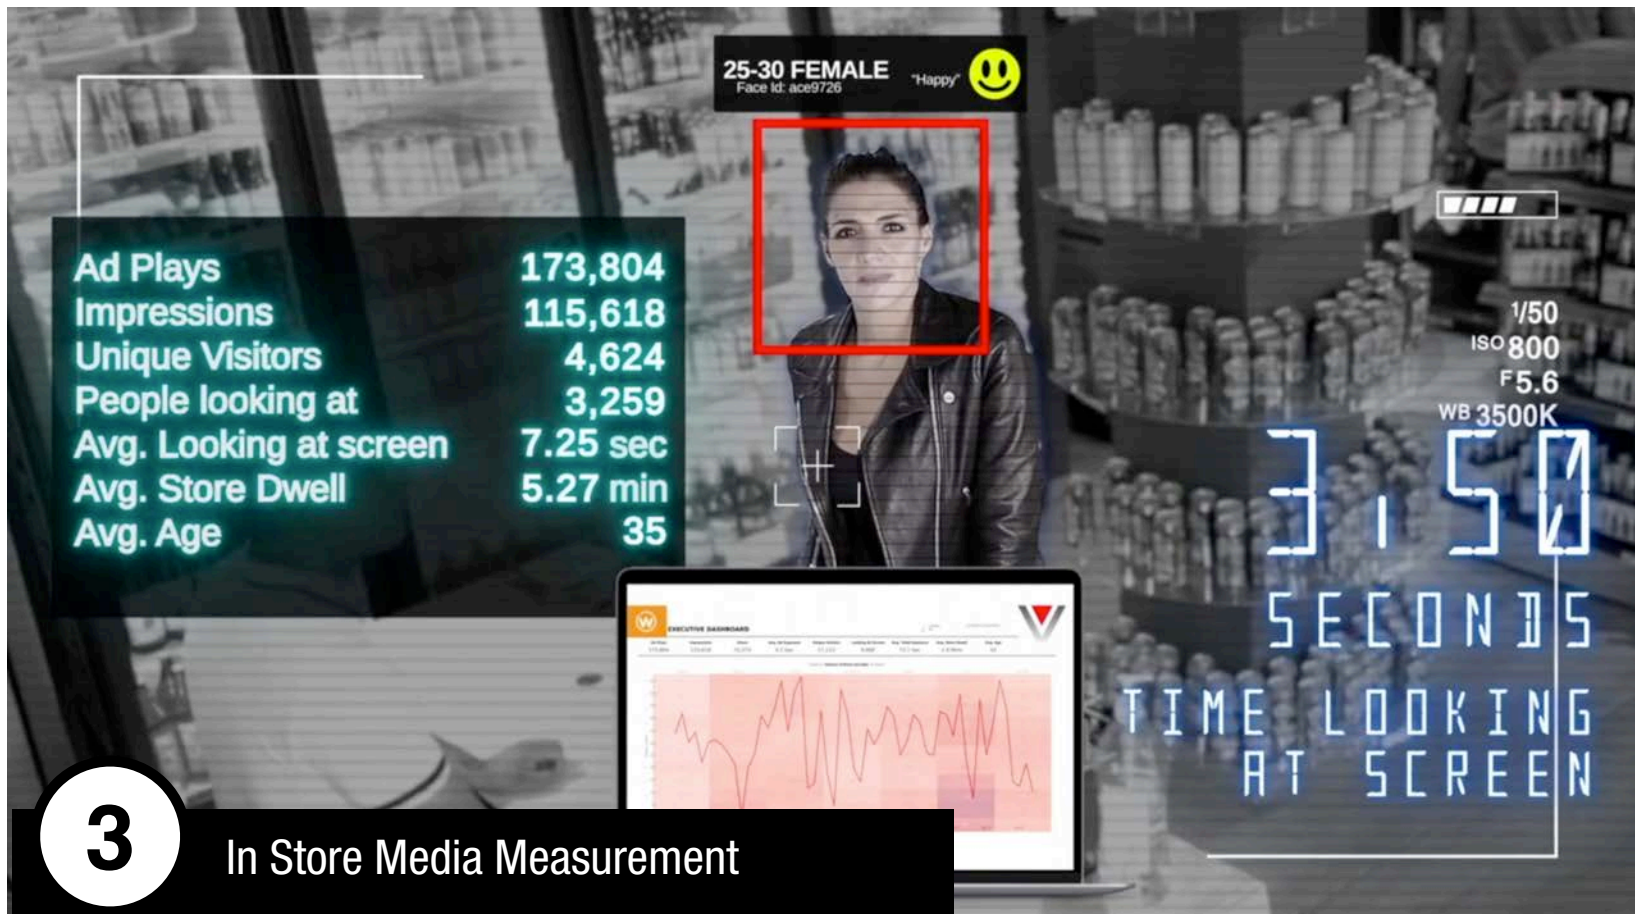 25-30 FEMALE
Face Id: ace9726
"Happy"
Ad Plays 173,804
Impressions 115,618
Unique Visitors 4,624
People looking at 3,259
Avg. Looking at screen 7.25 sec
Avg. Store Dwell 5.27 min
Avg. Age 35
1/50
ISO 800
F 5.6
WB 3500K
3.50
SECONDS
TIME LOOKING
AT SCREEN
W
EXECUTIVE DASHBOARD
3
In Store Media Measurement